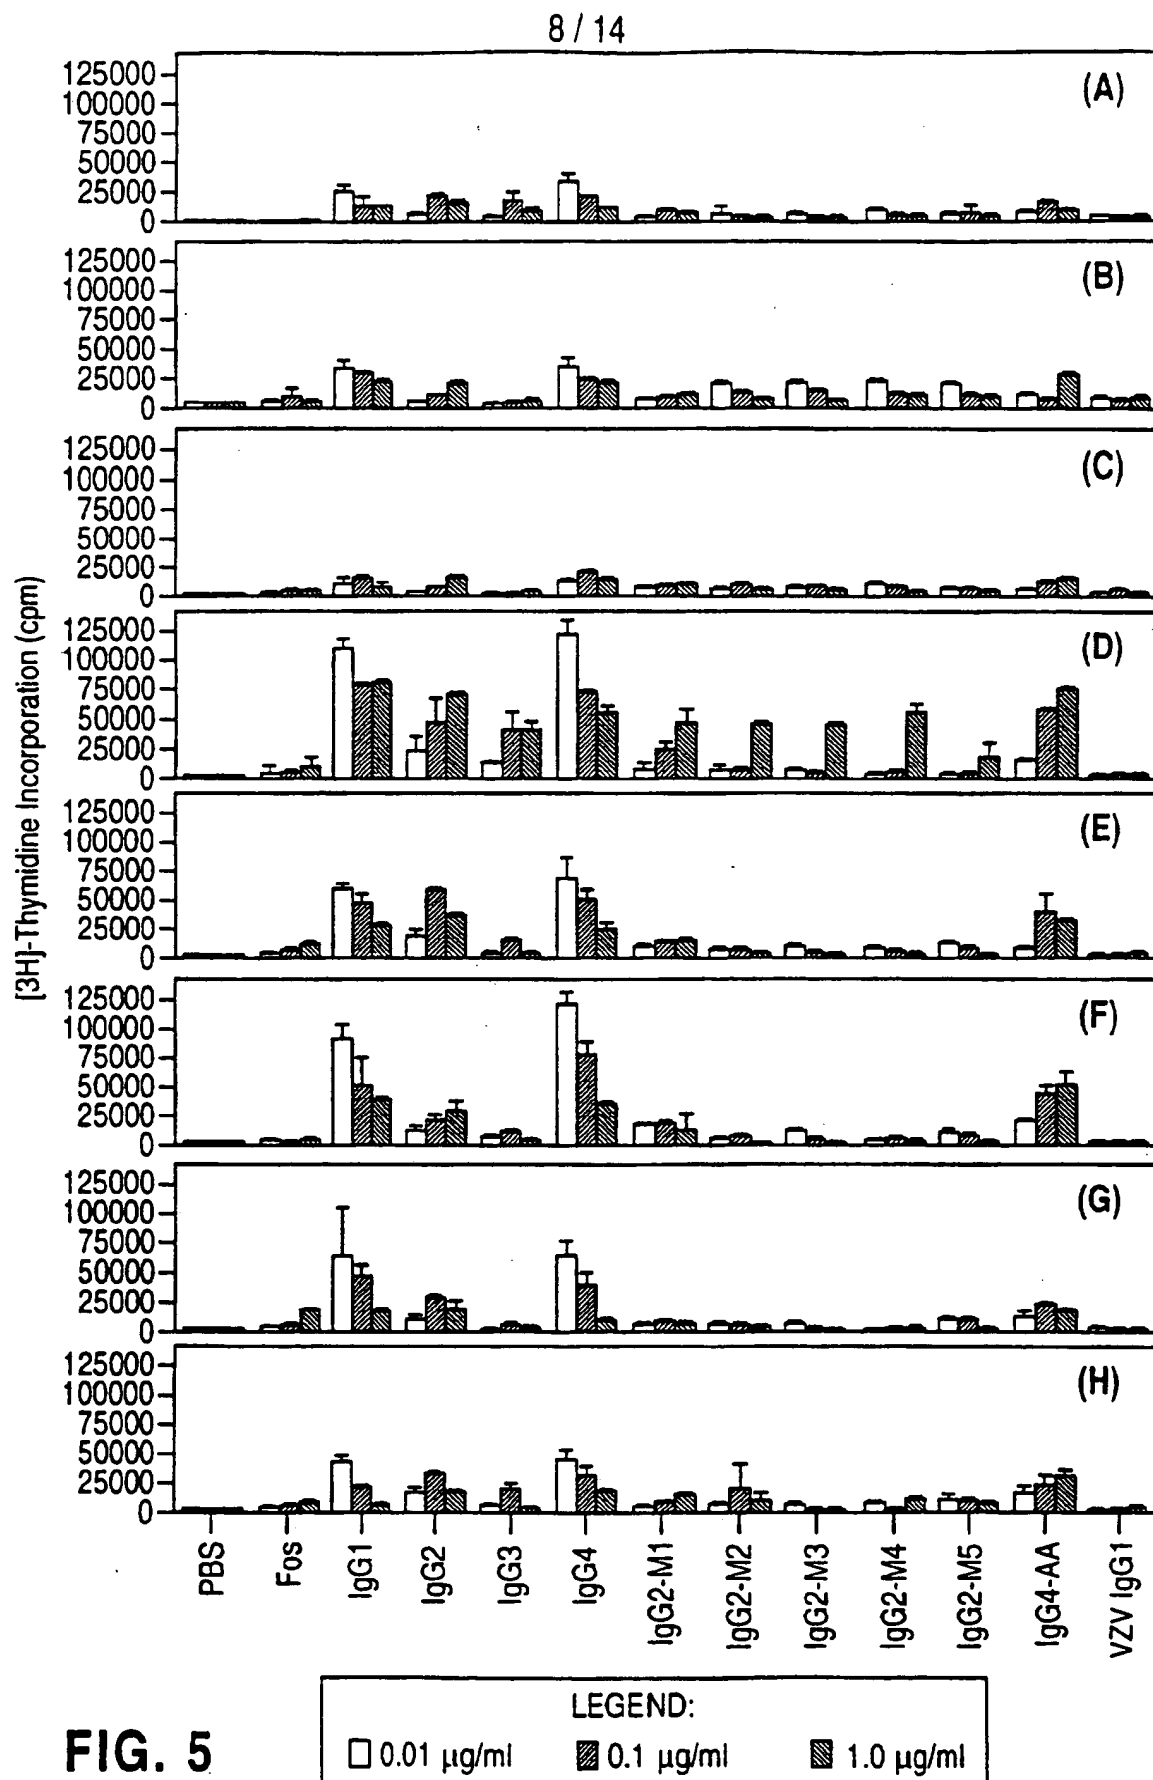 8 / 14
[3H]-Thymidine Incorporation (cpm)
125000
100000
75000
50000
25000
0
(A)
125000
100000
75000
50000
25000
0
(B)
125000
100000
75000
50000
25000
0
(C)
125000
100000
75000
50000
25000
0
(D)
125000
100000
75000
50000
25000
0
(E)
125000
100000
75000
50000
25000
0
(F)
125000
100000
75000
50000
25000
0
(G)
125000
100000
75000
50000
25000
0
(H)
PBS
Fos
IgG1
IgG2
IgG3
IgG4
IgG2-M1
IgG2-M2
IgG2-M3
IgG2-M4
IgG2-M5
IgG4-AA
VZV IgG1
LEGEND:
0.01 µg/ml 0.1 µg/ml 1.0 µg/ml
FIG. 5